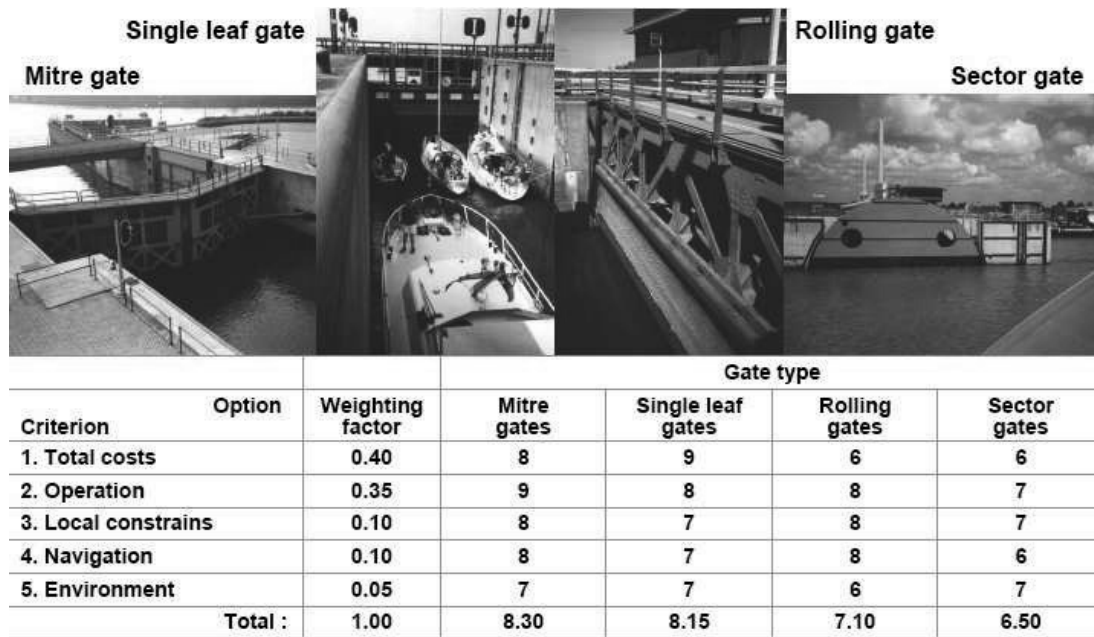 Single leaf gate
Rolling gate
Mitre gate
Sector gate
Gate type
Option Weighting factor Mitre gates Single leaf gates Rolling gates Sector gates
Criterion
1. Total costs 0.40 8 9 6 6
2. Operation 0.35 9 8 8 7
3. Local constrains 0.10 8 7 8 7
4. Navigation 0.10 8 7 8 6
5. Environment 0.05 7 7 6 7
Total : 1.00 8.30 8.15 7.10 6.50